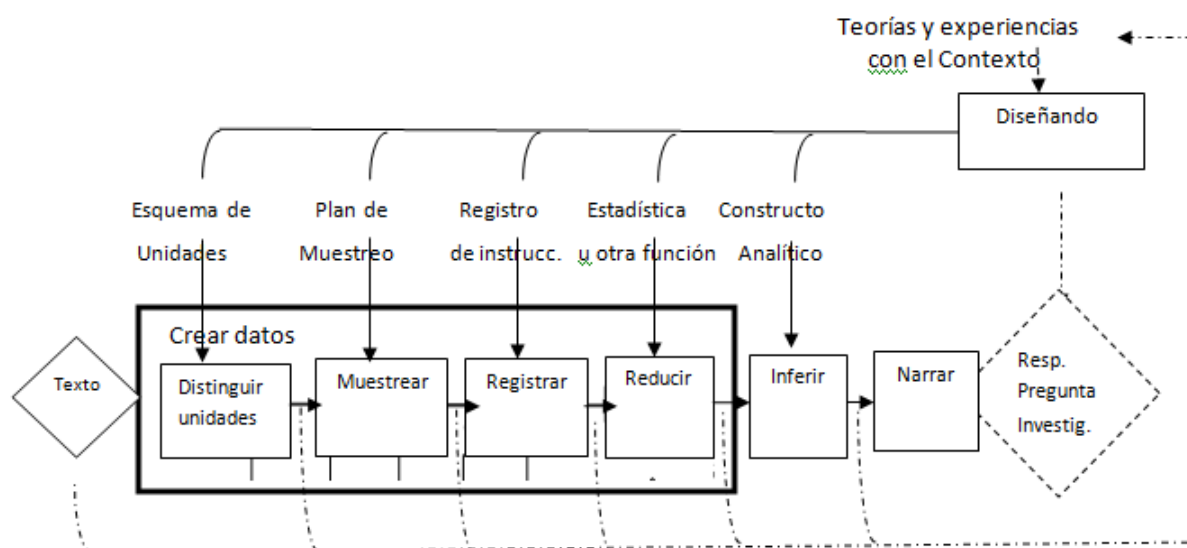 Teorías y experiencias
con el Contexto
Diseñando
Esquema de
Unidades
Plan de
Muestreo
Registro
de instrucc.
Estadística
u otra función
Constructo
Analítico
Crear datos
Texto
Distinguir
unidades
Muestrear
Registrar
Reducir
Inferir
Narrar
Resp.
Pregunta
Investig.